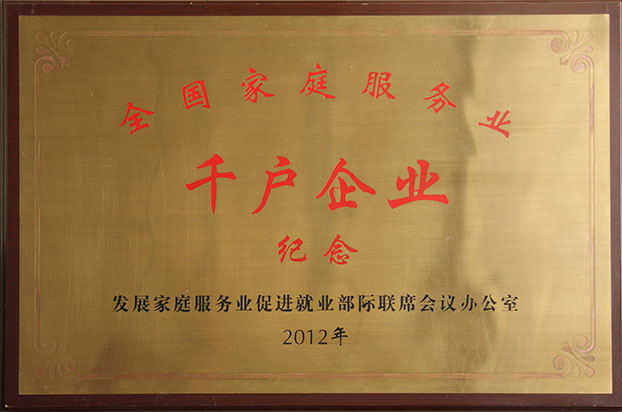 全国家庭服务业
千户企业
纪念
发展家庭服务业促进就业部际联席会议办公室
2012年